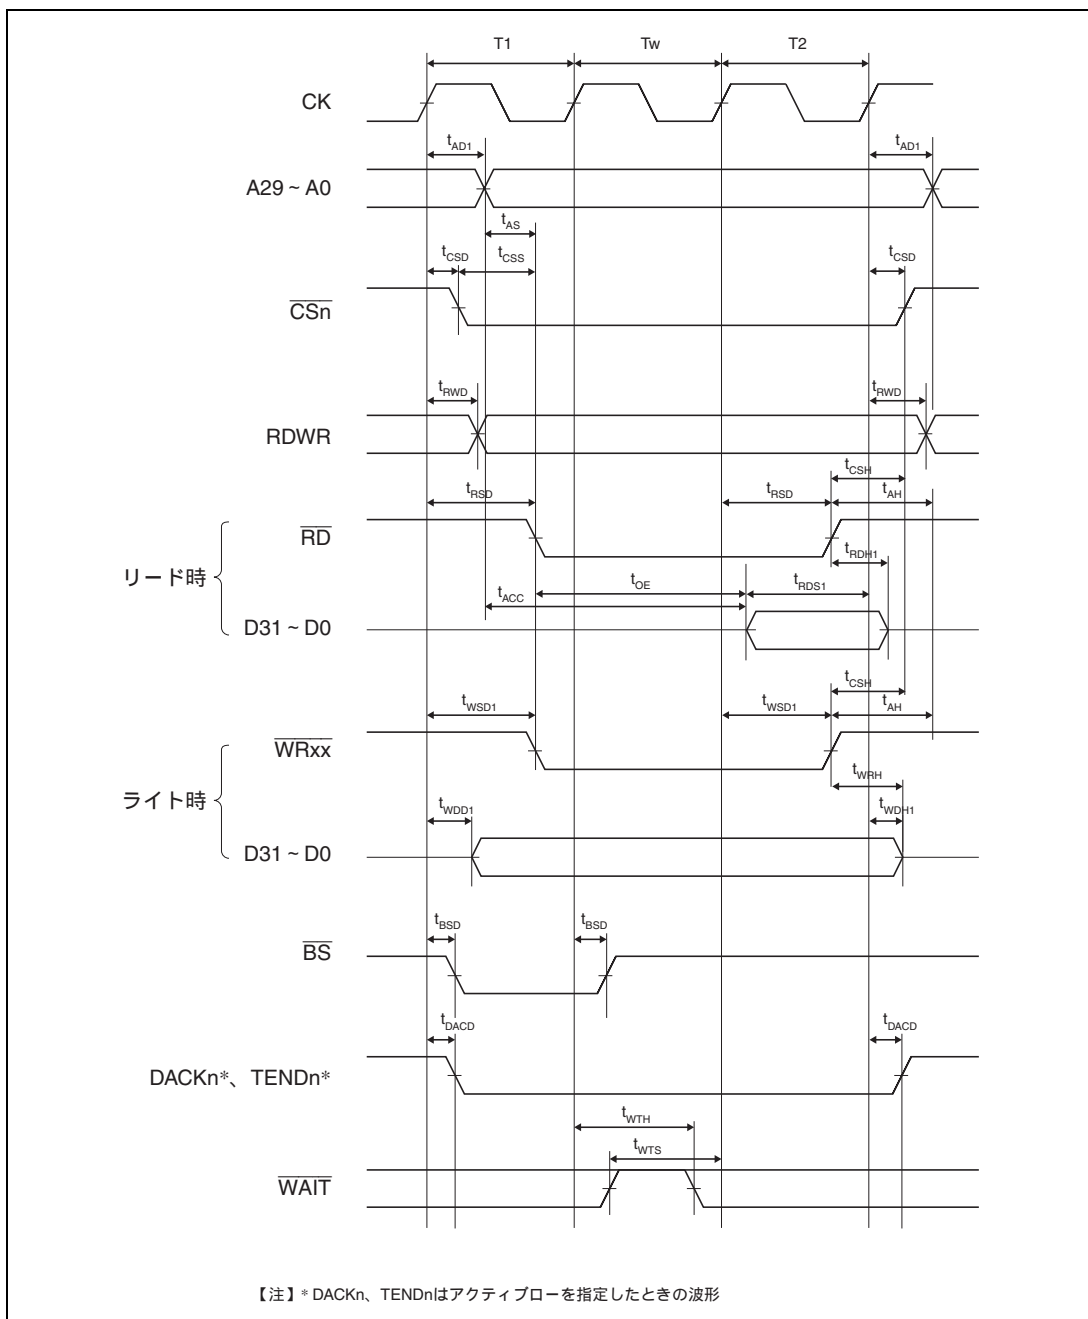 T1 Tw T2
CK
tAD1 tAD1
A29 ~ A0
tAS
tCSD tCSS tCSD
CSn
tRWD tRWD
RDWR
tCSH
tRSD tRSD tAH
RD
tRDH1
リード時
tOE
tACC tRDS1
D31 ~ D0
tCSH
tWSD1 tWSD1 tAH
WRxx
tWRH
ライト時
tWDD1 tWDH1
D31 ~ D0
tBSD tBSD
BS
tDACD tDACD
DACKn*、TENDn*
tWTH
tWTS
WAIT
【注】* DACKn、TENDnはアクティブローを指定したときの波形